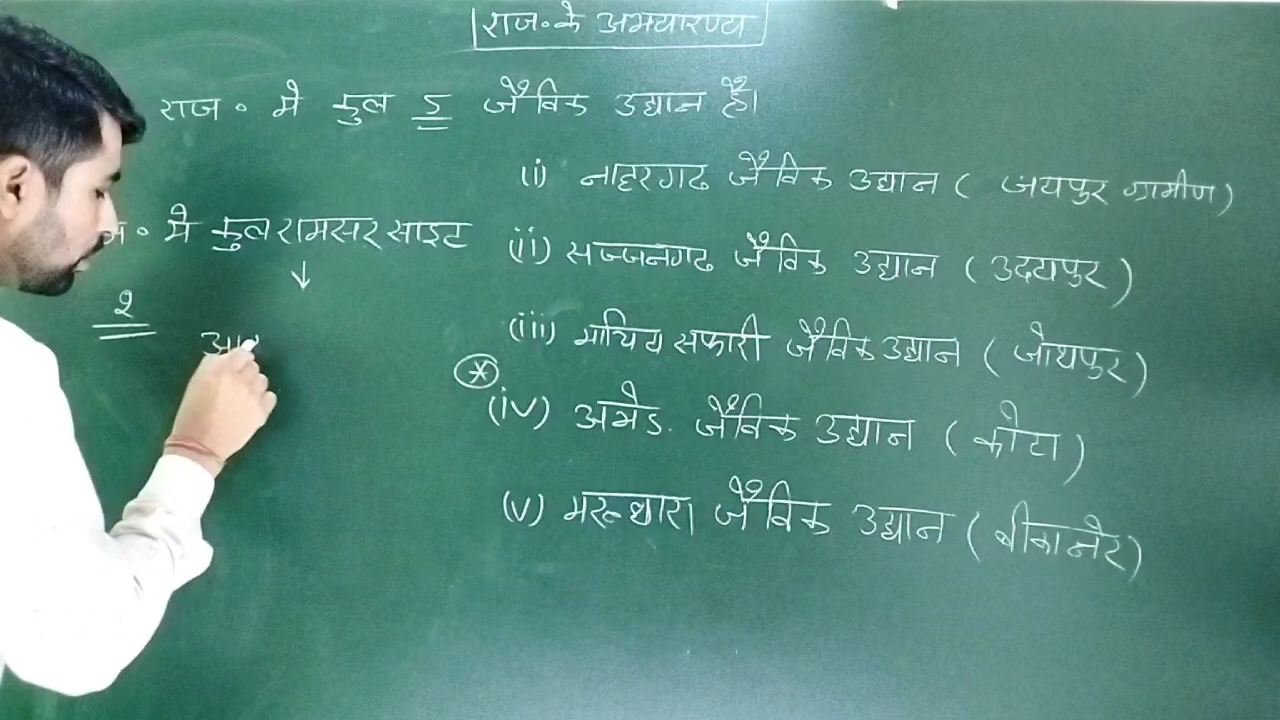 राज॰ के अभयारण्य
राज॰ मे कुल 5 जैविक उद्यान है।
(i) नाहरगढ जैविक उद्यान ( जयपुर ग्रामीण )
ज॰ मे कुल रामसर साइट
↓
2
(ii) सज्जनगढ जैविक उद्यान ( उदयपुर )
(iii) माचिया सफारी जैविक उद्यान ( जोधपुर )
(iv) अभेड. जैविक उद्यान ( कोटा )
(v) मरूधारा जैविक उद्यान ( बीकानेर )